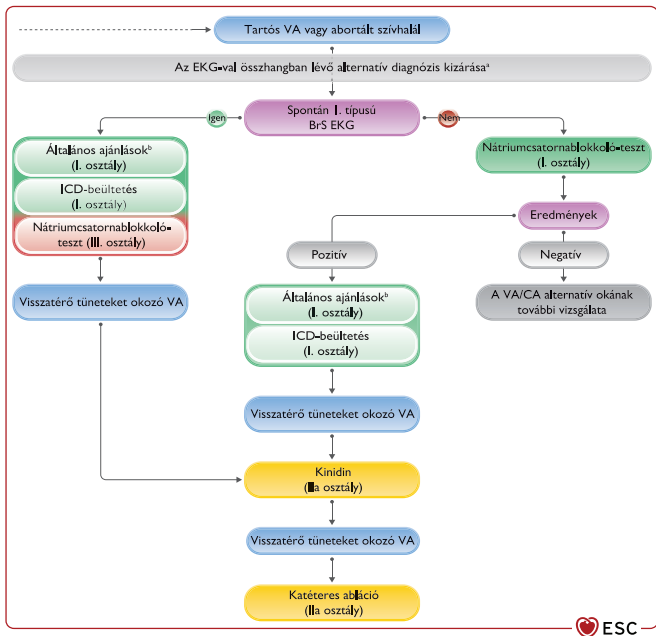 Tartós VA vagy abortált szívhalál
Az EKG-val összhangban lévő alternatív diagnózis kizárásaᵃ
Spontán 1. típusú
BrS EKG
Igen
Nem
Általános ajánlásokᵇ
(I. osztály)
ICD-beültetés
(I. osztály)
Nátriumcsatornablokkoló-
teszt (III. osztály)
Nátriumcsatornablokkoló-teszt
(I. osztály)
Eredmények
Pozitív
Negatív
Visszatérő tüneteket okozó VA
Általános ajánlásokᵇ
(I. osztály)
ICD-beültetés
(I. osztály)
A VA/CA alternatív okának
további vizsgálata
Visszatérő tüneteket okozó VA
Kinidin
(IIa osztály)
Visszatérő tüneteket okozó VA
Katéteres abláció
(IIa osztály)
ESC